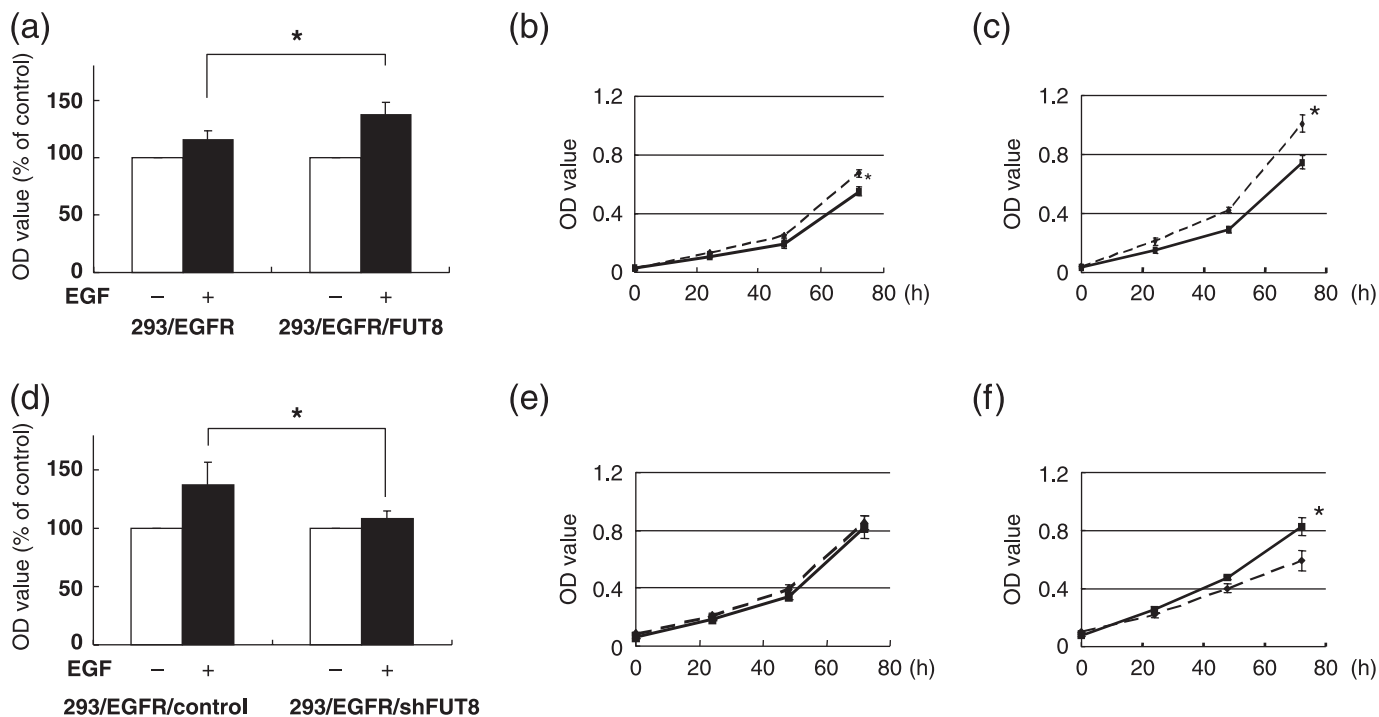 (a)
*
OD value (% of control)
150
100
50
0
EGF − + − +
293/EGFR 293/EGFR/FUT8
(b)
OD value
1.2
0.8
0.4
0
*
0 20 40 60 80 (h)
(c)
OD value
1.2
0.8
0.4
0
*
0 20 40 60 80 (h)
(d)
*
OD value (% of control)
150
100
50
0
EGF − + − +
293/EGFR/control 293/EGFR/shFUT8
(e)
OD value
1.2
0.8
0.4
0
0 20 40 60 80 (h)
(f)
OD value
1.2
0.8
0.4
0
*
0 20 40 60 80 (h)